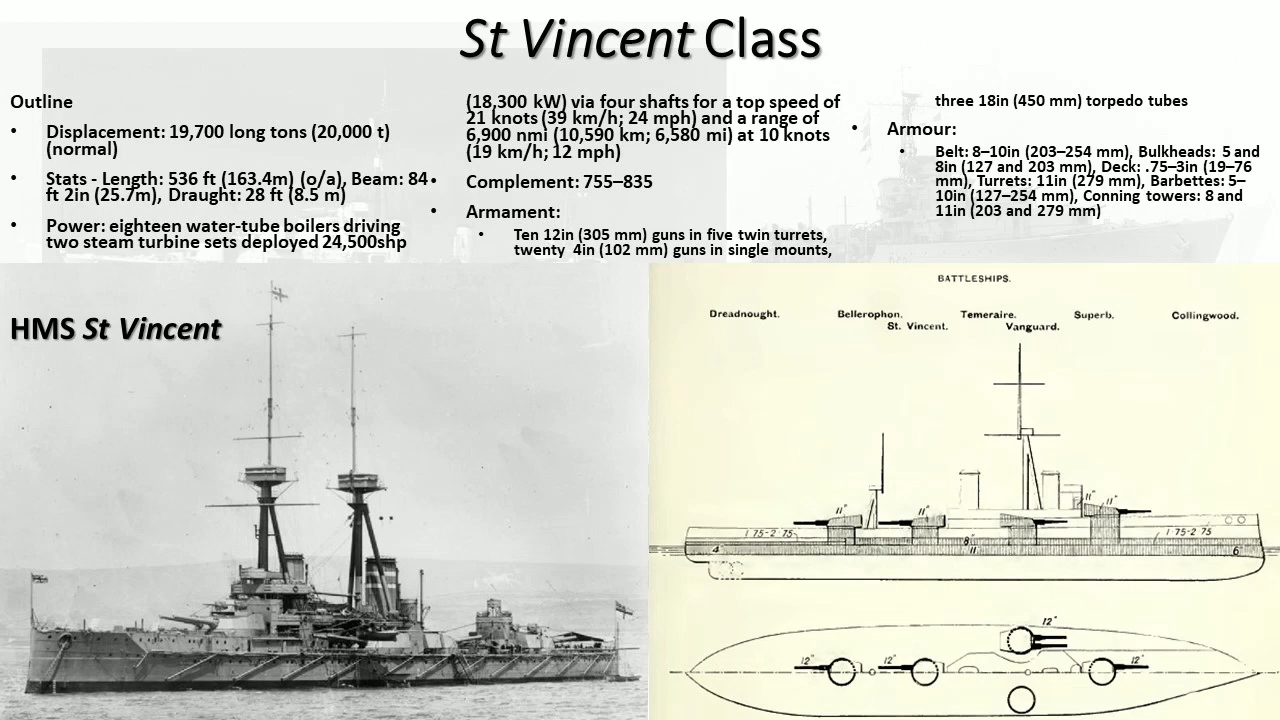 St Vincent Class
Outline
• Displacement: 19,700 long tons (20,000 t)
(normal)
• Stats - Length: 536 ft (163.4m) (o/a), Beam: 84
ft 2in (25.7m), Draught: 28 ft (8.5 m)
• Power: eighteen water-tube boilers driving
two steam turbine sets deployed 24,500shp
(18,300 kW) via four shafts for a top speed of
21 knots (39 km/h; 24 mph) and a range of
6,900 nmi (10,590 km; 6,580 mi) at 10 knots
(19 km/h; 12 mph)
• Complement: 755–835
• Armament:
• Ten 12in (305 mm) guns in five twin turrets,
twenty 4in (102 mm) guns in single mounts,
three 18in (450 mm) torpedo tubes
• Armour:
• Belt: 8–10in (203–254 mm), Bulkheads: 5 and
8in (127 and 203 mm), Deck: .75–3in (19–76
mm), Turrets: 11in (279 mm), Barbettes: 5–
10in (127–254 mm), Conning towers: 8 and
11in (203 and 279 mm)
HMS St Vincent
BATTLESHIPS.
Dreadnought. Bellerophon. Temeraire. Superb. Collingwood.
St. Vincent. Vanguard.
11" 11" 11" 11"
1 75-2 75 8" 1 75-2 75
4" 11 6"
12"
12" 12" 12"